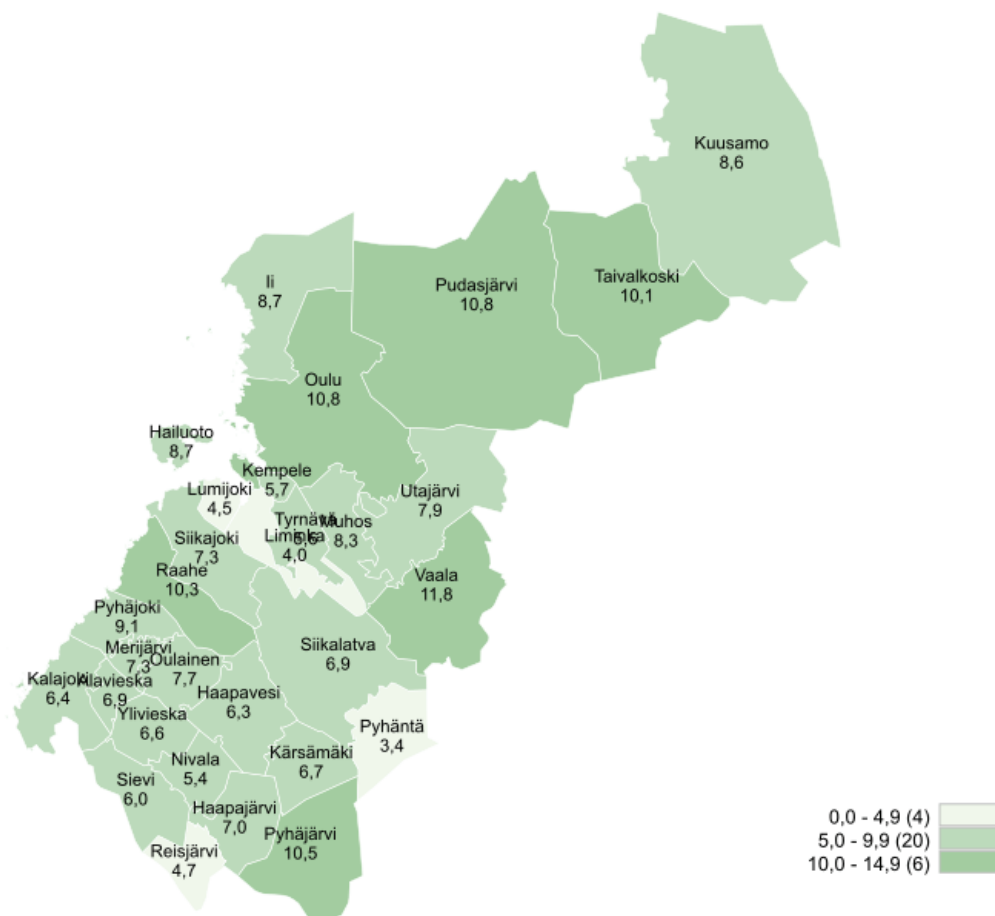 Kuusamo
8,6
Taivalkoski
10,1
Pudasjärvi
10,8
Ii
8,7
Oulu
10,8
Hailuoto
8,7
Kempele
5,7
Lumijoki
4,5
Utajärvi
7,9
Tyrnävä
5,6
Muhos
8,3
Liminka
4,0
Siikajoki
7,3
Raahe
10,3
Vaala
11,8
Pyhäjoki
9,1
Merijärvi
7,3
Oulainen
7,7
Siikalatva
6,9
Kalajoki
6,4
Alavieska
6,9
Haapavesi
6,3
Ylivieska
6,6
Pyhäntä
3,4
Kärsämäki
6,7
Nivala
5,4
Sievi
6,0
Haapajärvi
7,0
Pyhäjärvi
10,5
Reisjärvi
4,7
0,0 - 4,9 (4)
5,0 - 9,9 (20)
10,0 - 14,9 (6)